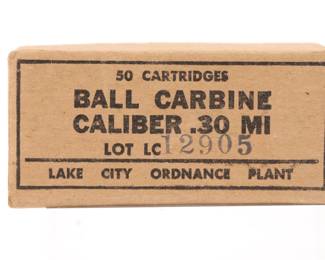 50 CARTRIDGES
BALL CARBINE
CALIBER .30 MI
LOT LC 12905
LAKE CITY ORDNANCE PLANT